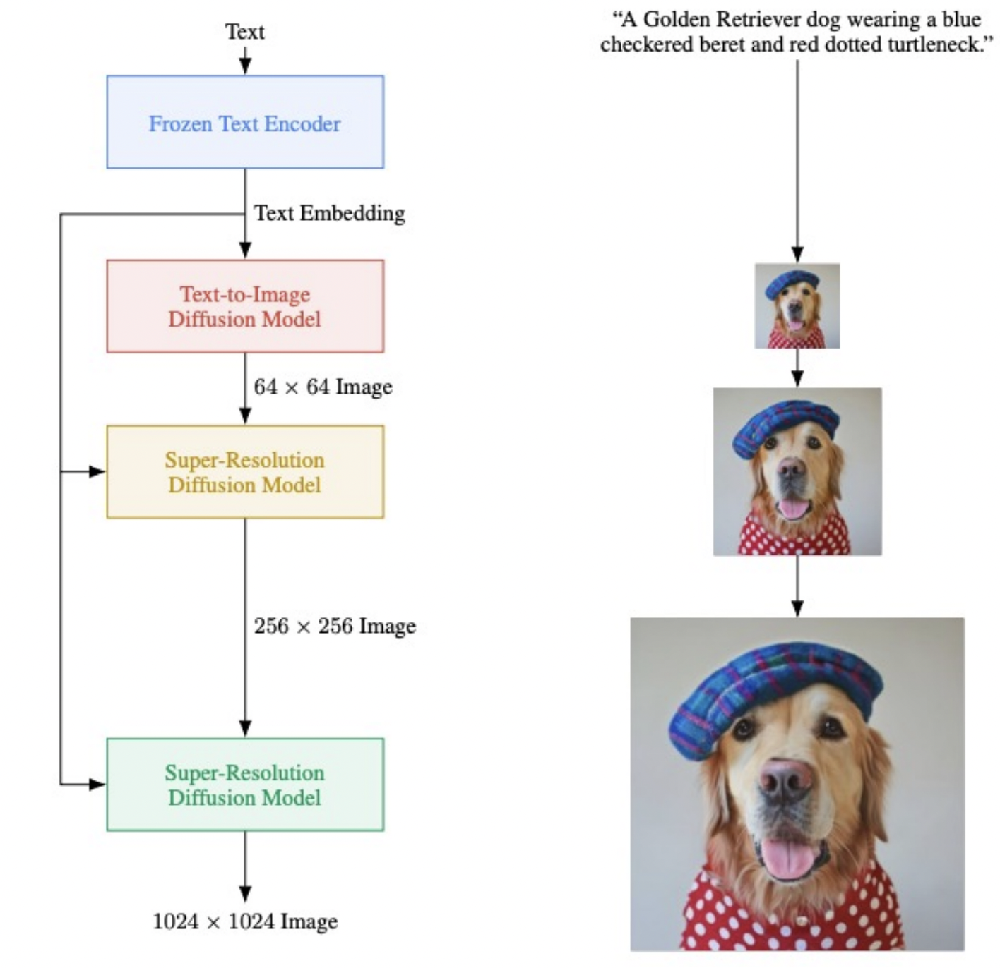 Text
Frozen Text Encoder
Text Embedding
Text-to-Image
Diffusion Model
64 × 64 Image
Super-Resolution
Diffusion Model
256 × 256 Image
Super-Resolution
Diffusion Model
1024 × 1024 Image
“A Golden Retriever dog wearing a blue
checkered beret and red dotted turtleneck.”